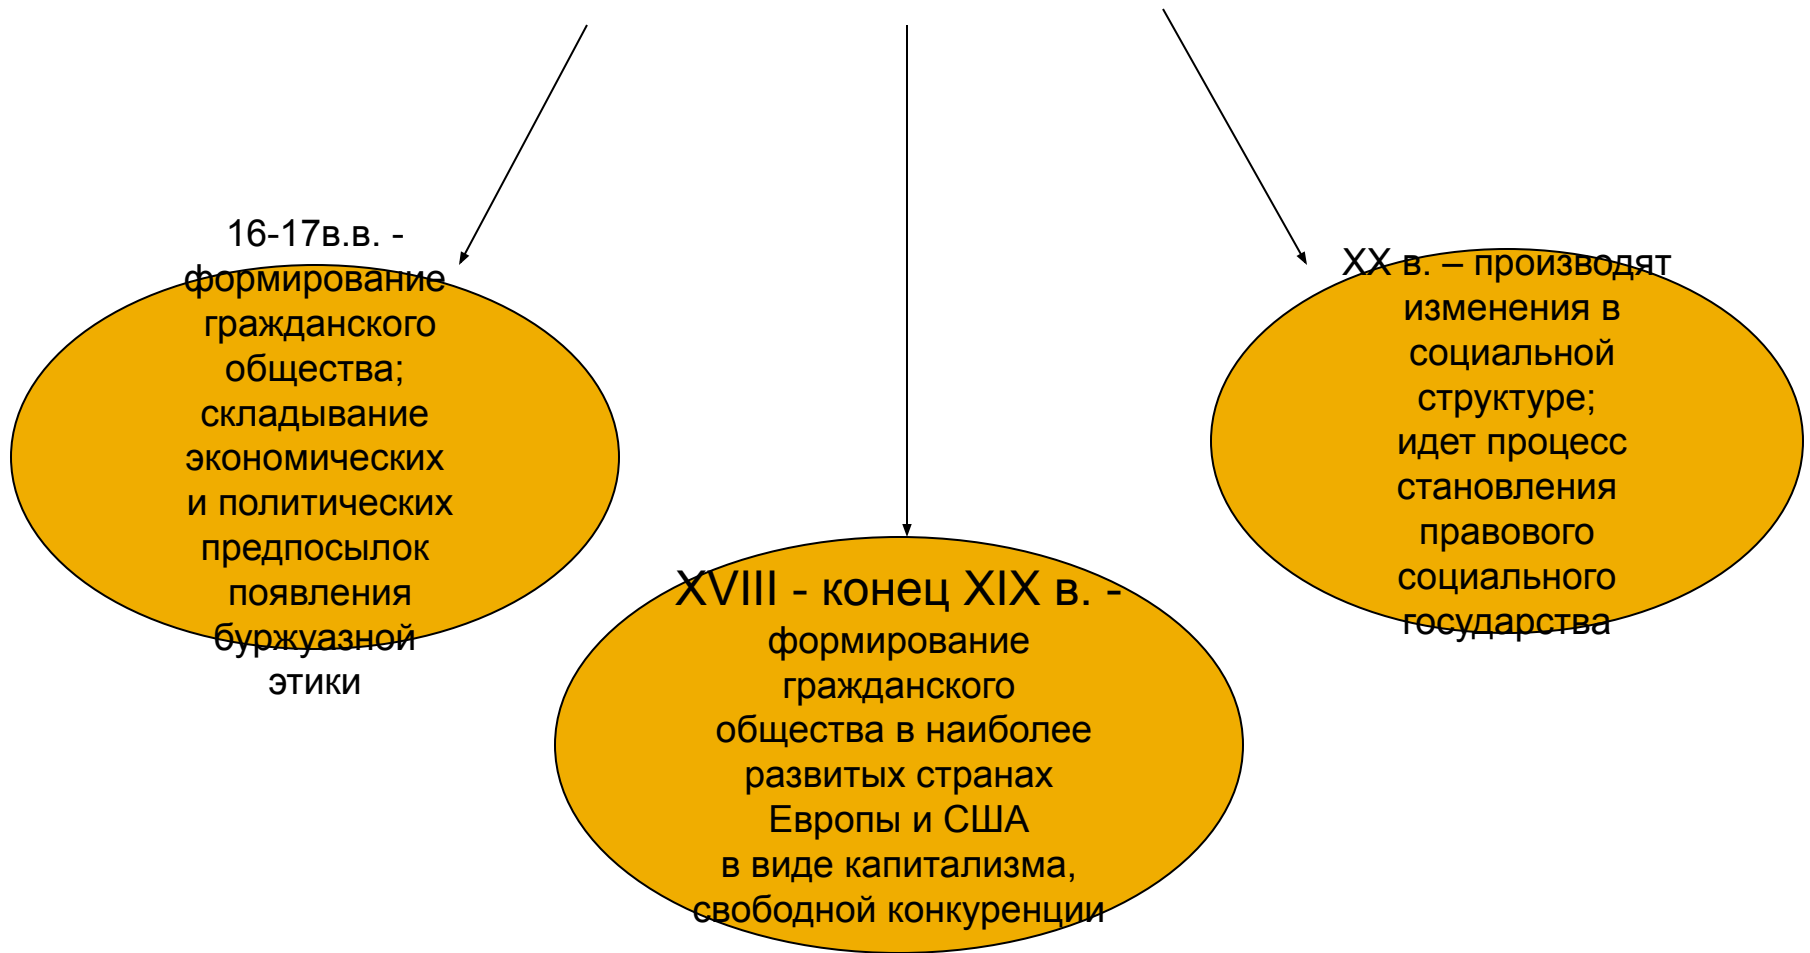 16-17в.в. -
формирование
гражданского
общества;
складывание
экономических
и политических
предпосылок
появления
буржуазной
этики
XVIII - конец XIX в. -
формирование
гражданского
общества в наиболее
развитых странах
Европы и США
в виде капитализма,
свободной конкуренции
XX в. – производят
изменения в
социальной
структуре;
идет процесс
становления
правового
социального
государства